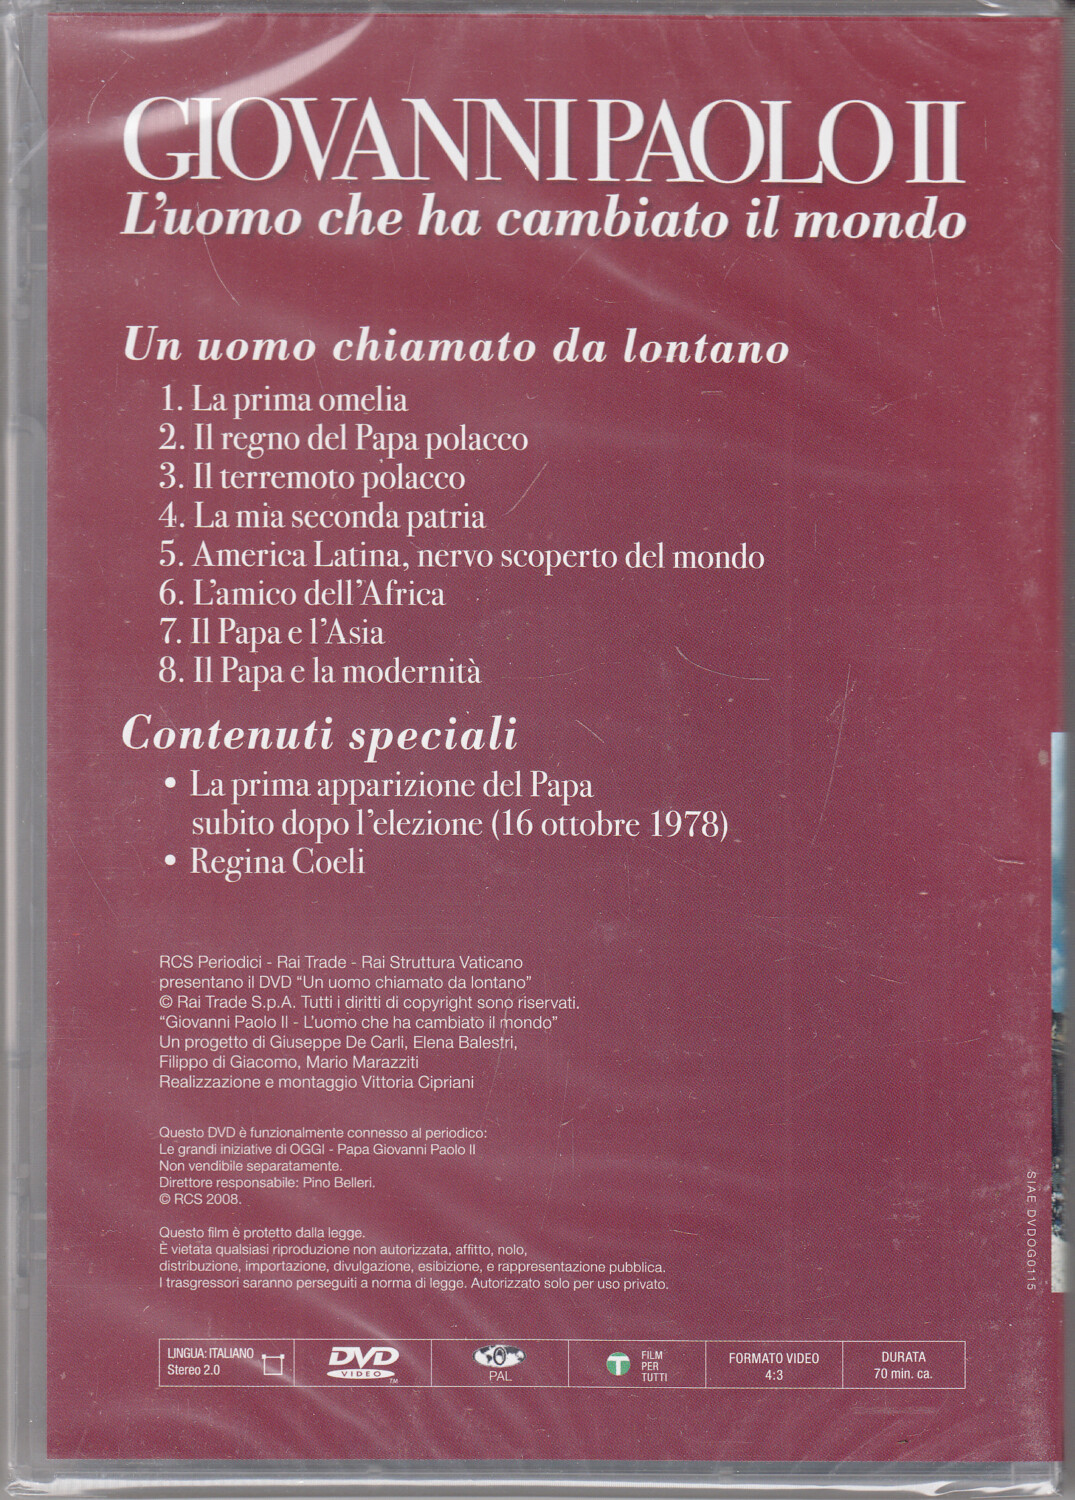 GIOVANNI PAOLO II
L'uomo che ha cambiato il mondo
Un uomo chiamato da lontano
1. La prima omelia
2. Il regno del Papa polacco
3. Il terremoto polacco
4. La mia seconda patria
5. America Latina, nervo scoperto del mondo
6. L'amico dell'Africa
7. Il Papa e l'Asia
8. Il Papa e la modernità
Contenuti speciali
• La prima apparizione del Papa
subito dopo l'elezione (16 ottobre 1978)
• Regina Coeli
RCS Periodici - Rai Trade - Rai Struttura Vaticano
presentano il DVD “Un uomo chiamato da lontano”
© Rai Trade S.p.A. Tutti i diritti di copyright sono riservati.
“Giovanni Paolo II - L'uomo che ha cambiato il mondo”
Un progetto di Giuseppe De Carli, Elena Balestri,
Filippo di Giacomo, Mario Marazziti
Realizzazione e montaggio Vittoria Cipriani
Questo DVD è funzionalmente connesso al periodico:
Le grandi iniziative di OGGI - Papa Giovanni Paolo II
Non vendibile separatamente.
Direttore responsabile: Pino Belleri.
© RCS 2008.
Questo film è protetto dalla legge.
È vietata qualsiasi riproduzione non autorizzata, affitto, nolo,
distribuzione, importazione, divulgazione, esibizione, e rappresentazione pubblica.
I trasgressori saranno perseguiti a norma di legge. Autorizzato solo per uso privato.
SIAE DVDOG0115
LINGUA: ITALIANO
Stereo 2.0
DVD
VIDEO
TM
PAL
T
FILM
PER
TUTTI
FORMATO VIDEO
4:3
DURATA
70 min. ca.